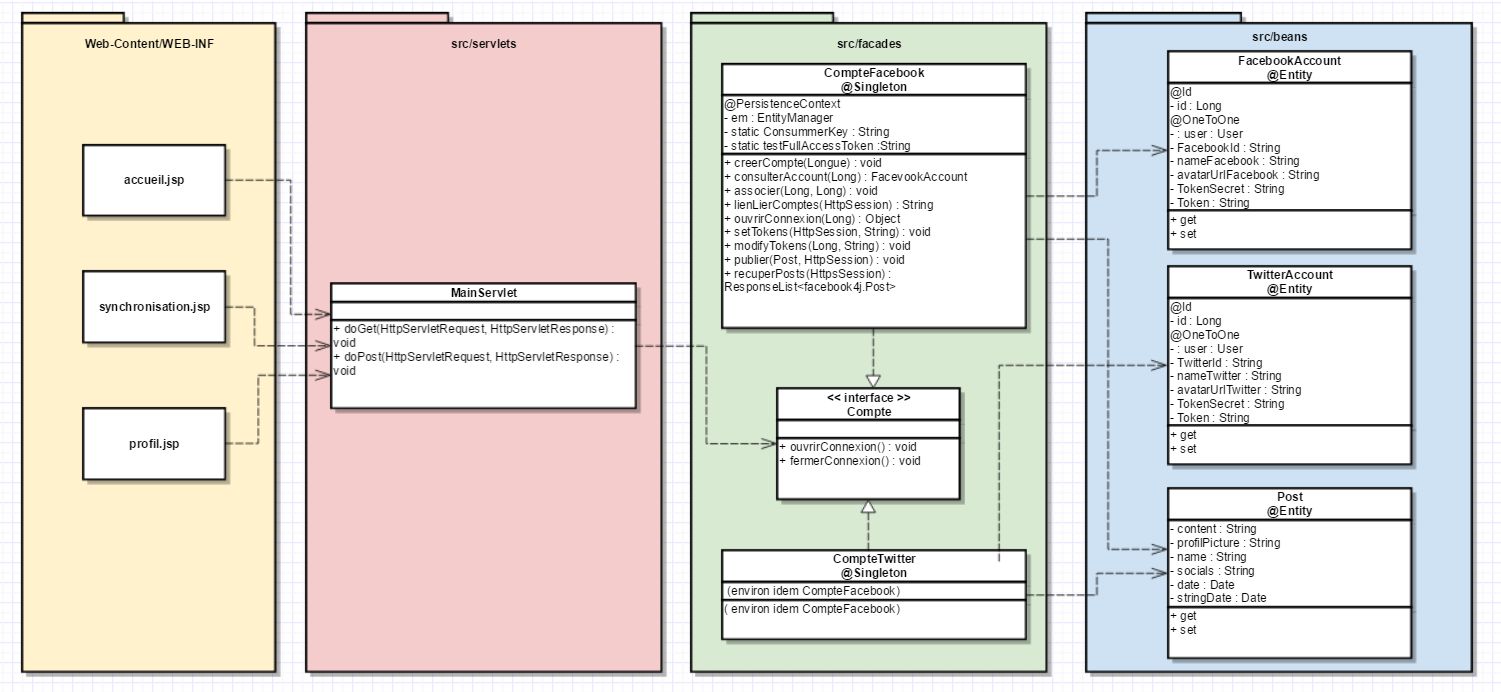 Web-Content/WEB-INF
accueil.jsp
synchronisation.jsp
profil.jsp
src/servlets
MainServlet
+ doGet(HttpServletRequest, HttpServletResponse) :
void
+ doPost(HttpServletRequest, HttpServletResponse) :
void
src/facades
CompteFacebook
@Singleton
@PersistenceContext
- em : EntityManager
- static ConsummerKey : String
- static testFullAccessToken :String
+ creerCompte(Longue) : void
+ consulterAccount(Long) : FacevookAccount
+ associer(Long, Long) : void
+ lienLierComptes(HttpSession) : String
+ ouvrirConnexion(Long) : Object
+ setTokens(HttpSession, String) : void
+ modifyTokens(Long, String) : void
+ publier(Post, HttpSession) : void
+ recuperPosts(HttpsSession) :
ResponseList<facebook4j.Post>
<< interface >>
Compte
+ ouvrirConnexion() : void
+ fermerConnexion() : void
CompteTwitter
@Singleton
(environ idem CompteFacebook)
( environ idem CompteFacebook)
src/beans
FacebookAccount
@Entity
@Id
- id : Long
@OneToOne
- : user : User
- FacebookId : String
- nameFacebook : String
- avatarUrlFacebook : String
- TokenSecret : String
- Token : String
+ get
+ set
TwitterAccount
@Entity
@Id
- id : Long
@OneToOne
- : user : User
- TwitterId : String
- nameTwitter : String
- avatarUrlTwitter : String
- TokenSecret : String
- Token : String
+ get
+ set
Post
@Entity
- content : String
- profilPicture : String
- name : String
- socials : String
- date : Date
- stringDate : Date
+ get
+ set